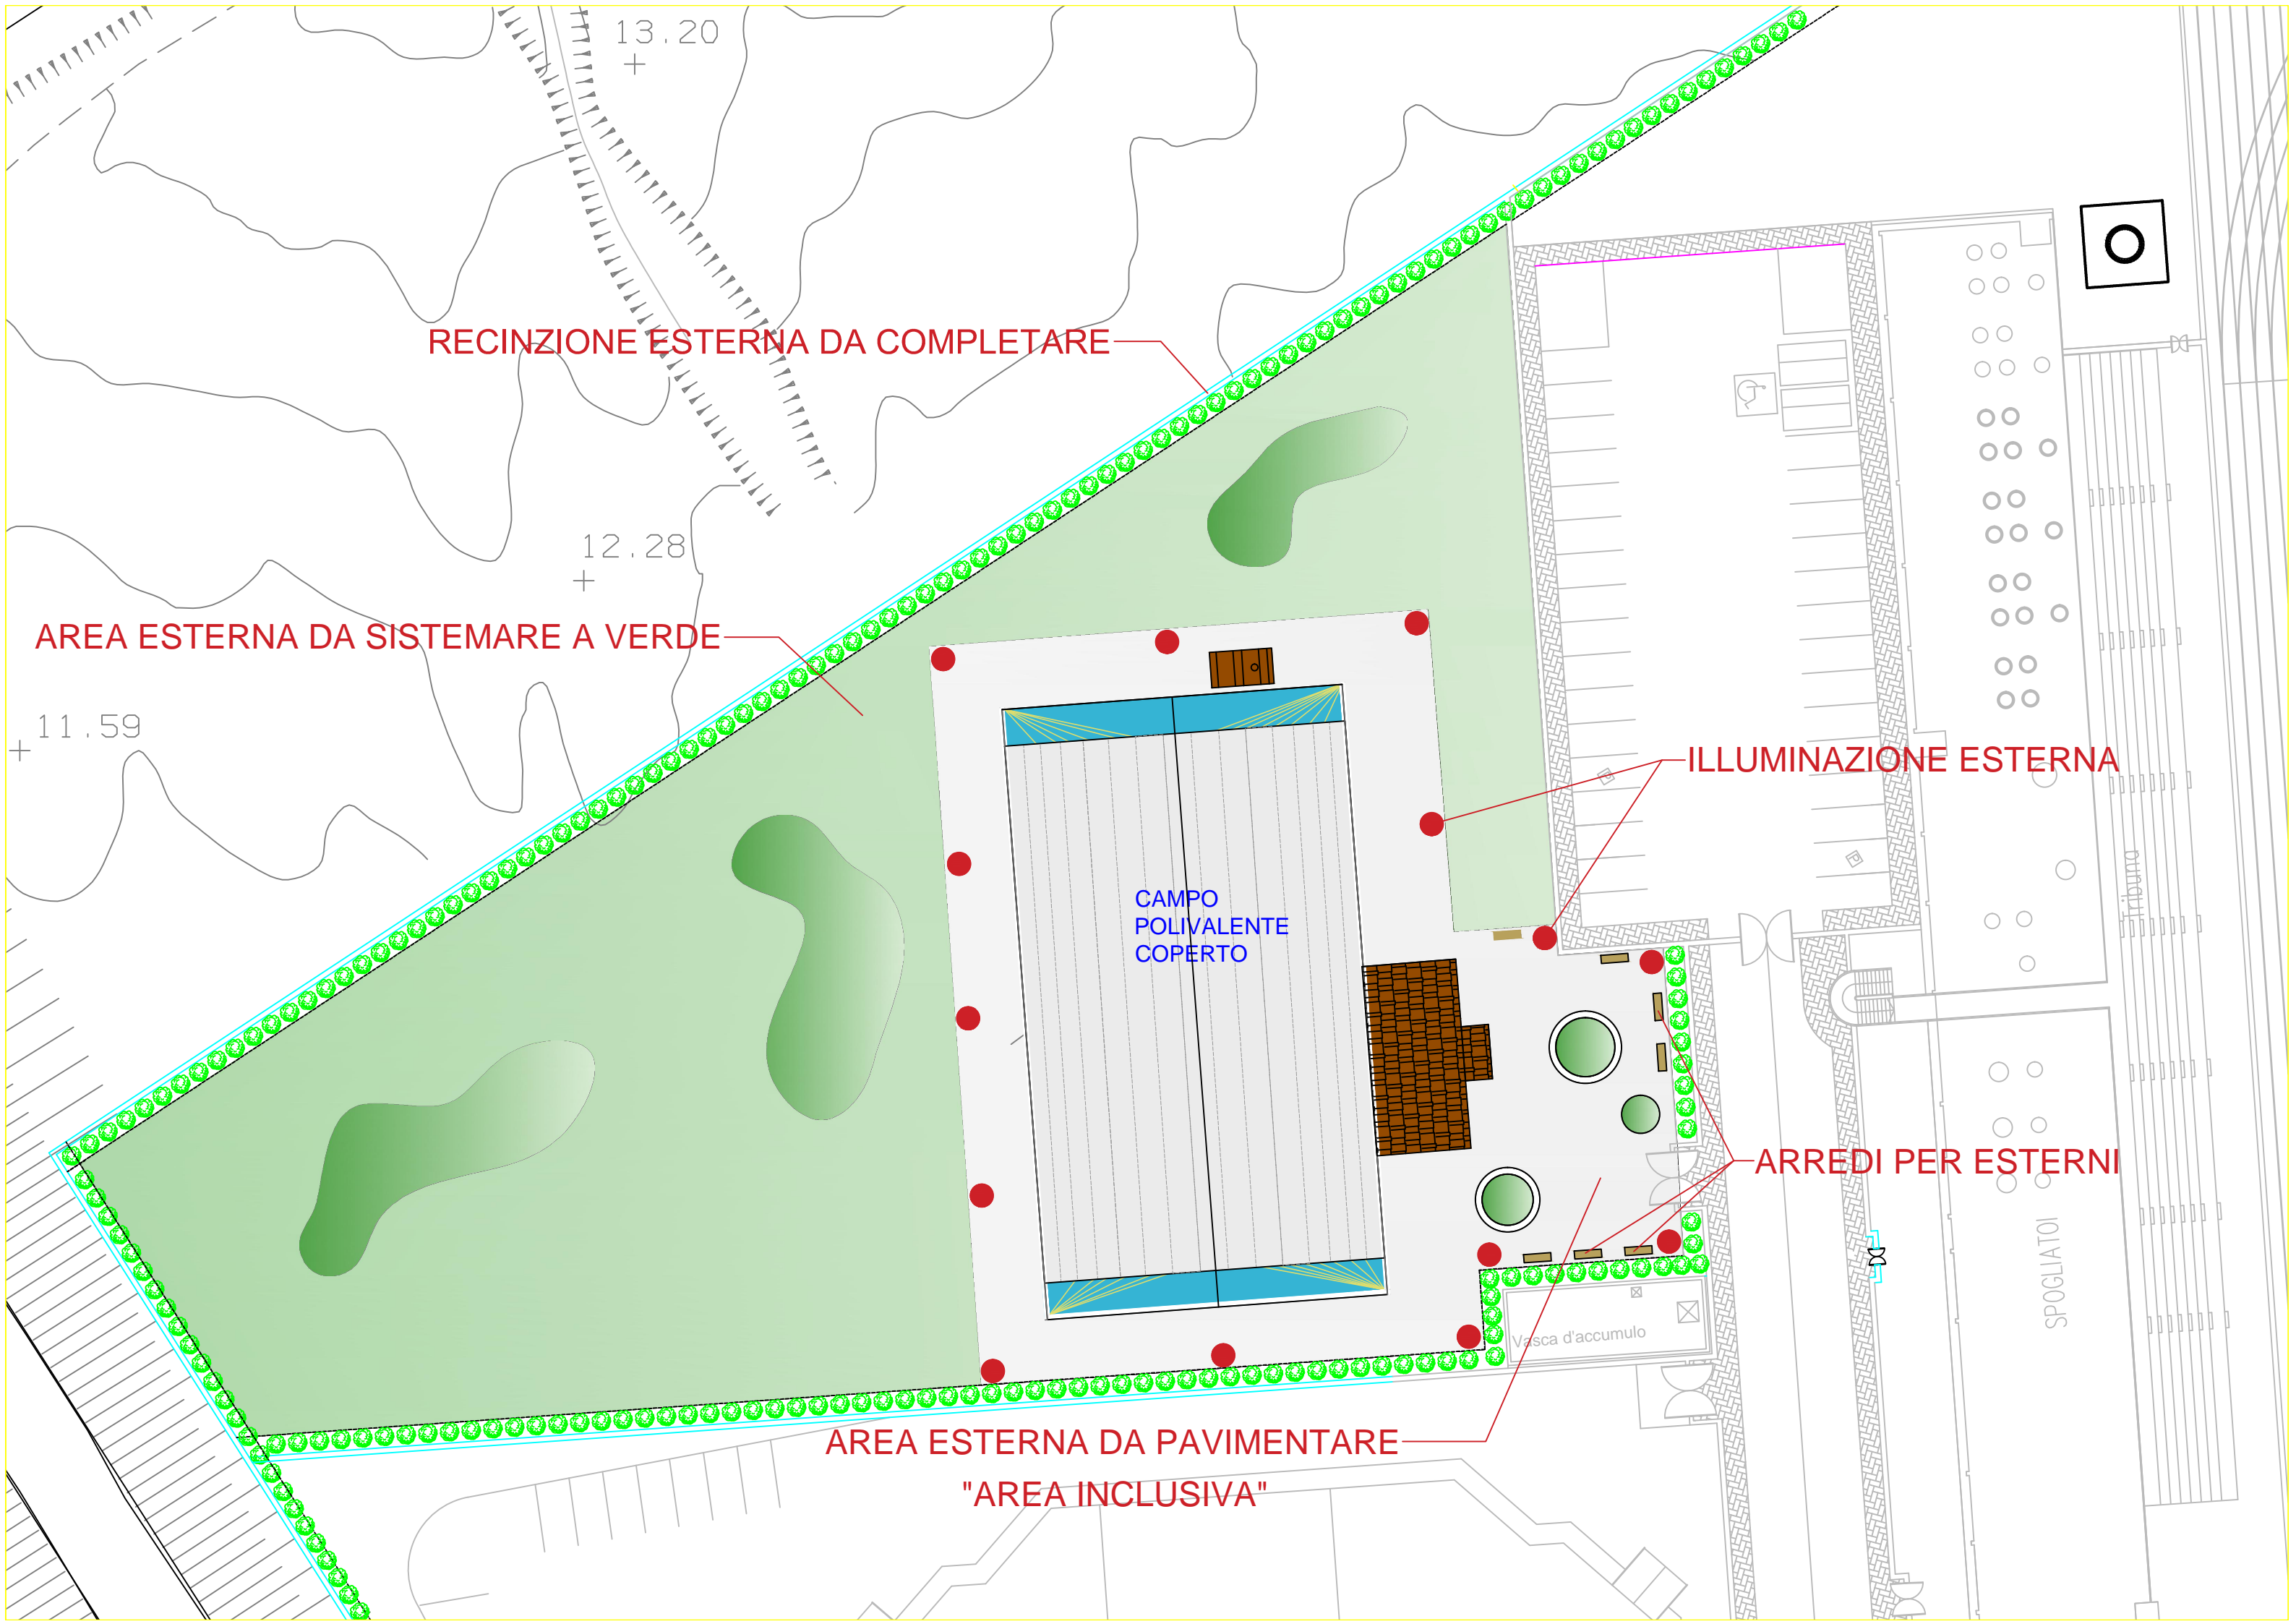 13.20
RECINZIONE ESTERNA DA COMPLETARE
12.28
AREA ESTERNA DA SISTEMARE A VERDE
11.59
ILLUMINAZIONE ESTERNA
CAMPO
POLIVALENTE
COPERTO
Tribuna
ARREDI PER ESTERNI
SPOGLIATOI
Vasca d'accumulo
AREA ESTERNA DA PAVIMENTARE
"AREA INCLUSIVA"